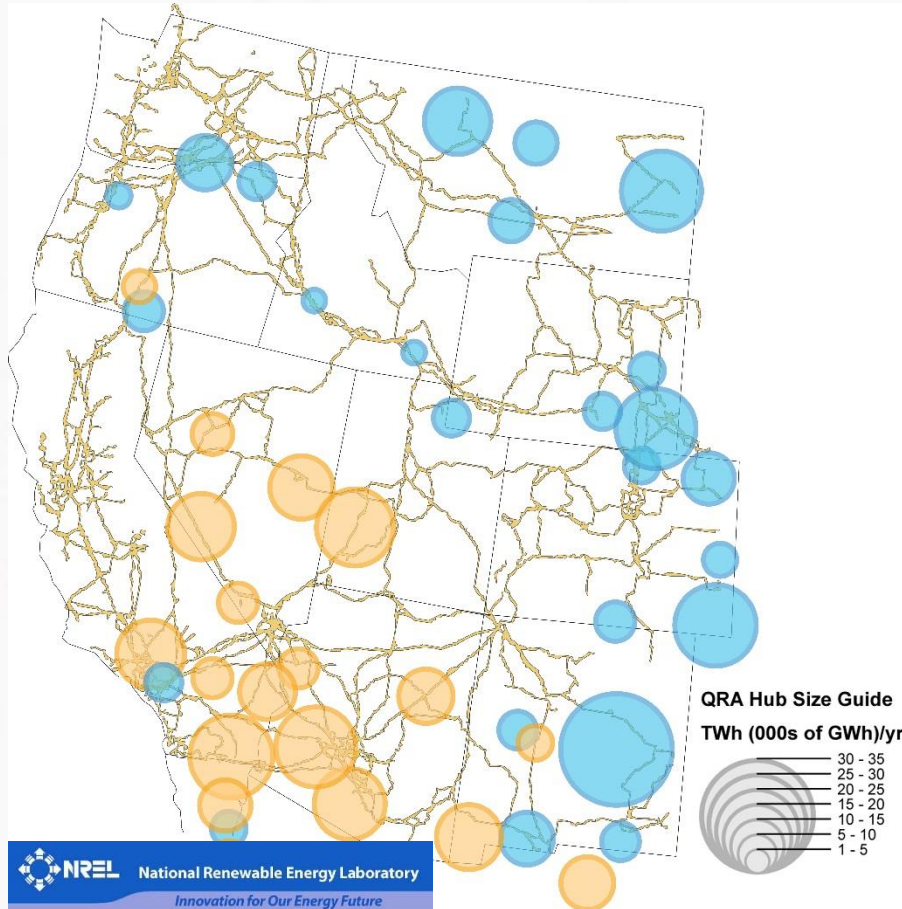 QRA Hub Size Guide
TWh (000s of GWh)/yr
30 - 35
25 - 30
20 - 25
15 - 20
10 - 15
5 - 10
1 - 5
NREL National Renewable Energy Laboratory
Innovation for Our Energy Future